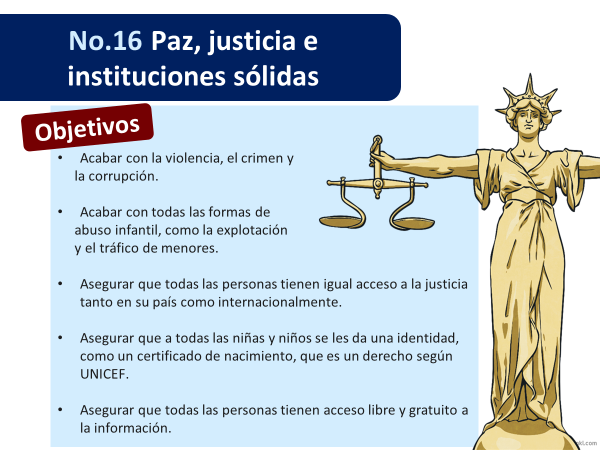 No.16 Paz, justicia e
instituciones sólidas
Objetivos
• Acabar con la violencia, el crimen y
la corrupción.
• Acabar con todas las formas de
abuso infantil, como la explotación
y el tráfico de menores.
• Asegurar que todas las personas tienen igual acceso a la justicia
tanto en su país como internacionalmente.
• Asegurar que a todas las niñas y niños se les da una identidad,
como un certificado de nacimiento, que es un derecho según
UNICEF.
• Asegurar que todas las personas tienen acceso libre y gratuito a
la información.